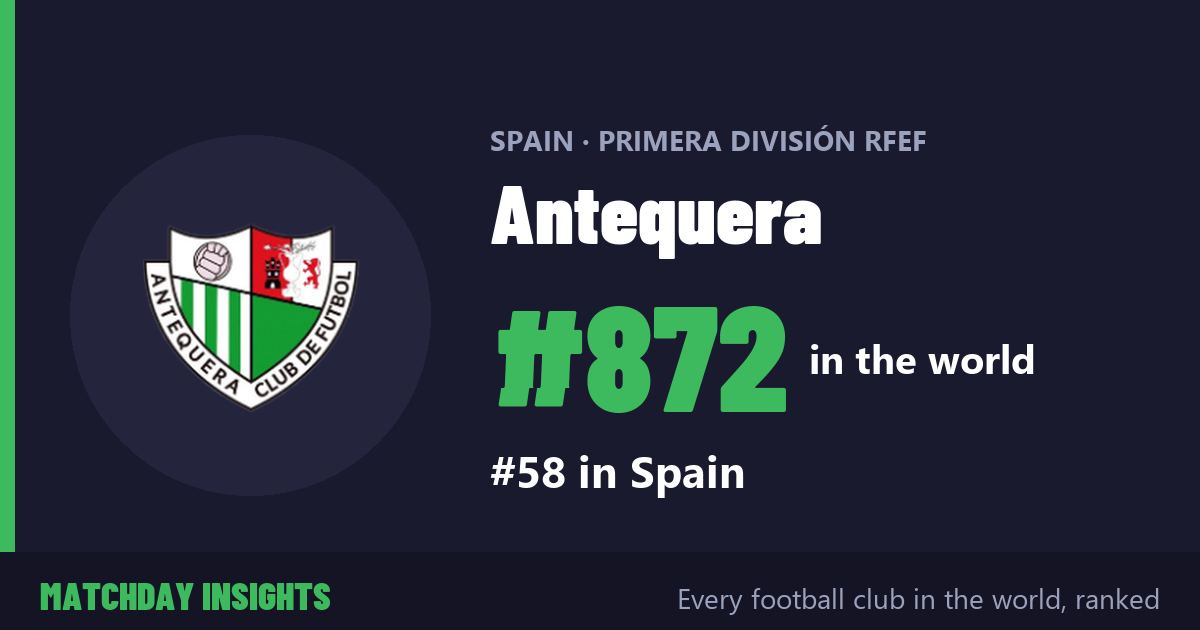 SPAIN · PRIMERA DIVISIÓN RFEF
Antequera
#872 in the world
#58 in Spain
ANTEQUERA CLUB DE FUTBOL
MATCHDAY INSIGHTS
Every football club in the world, ranked